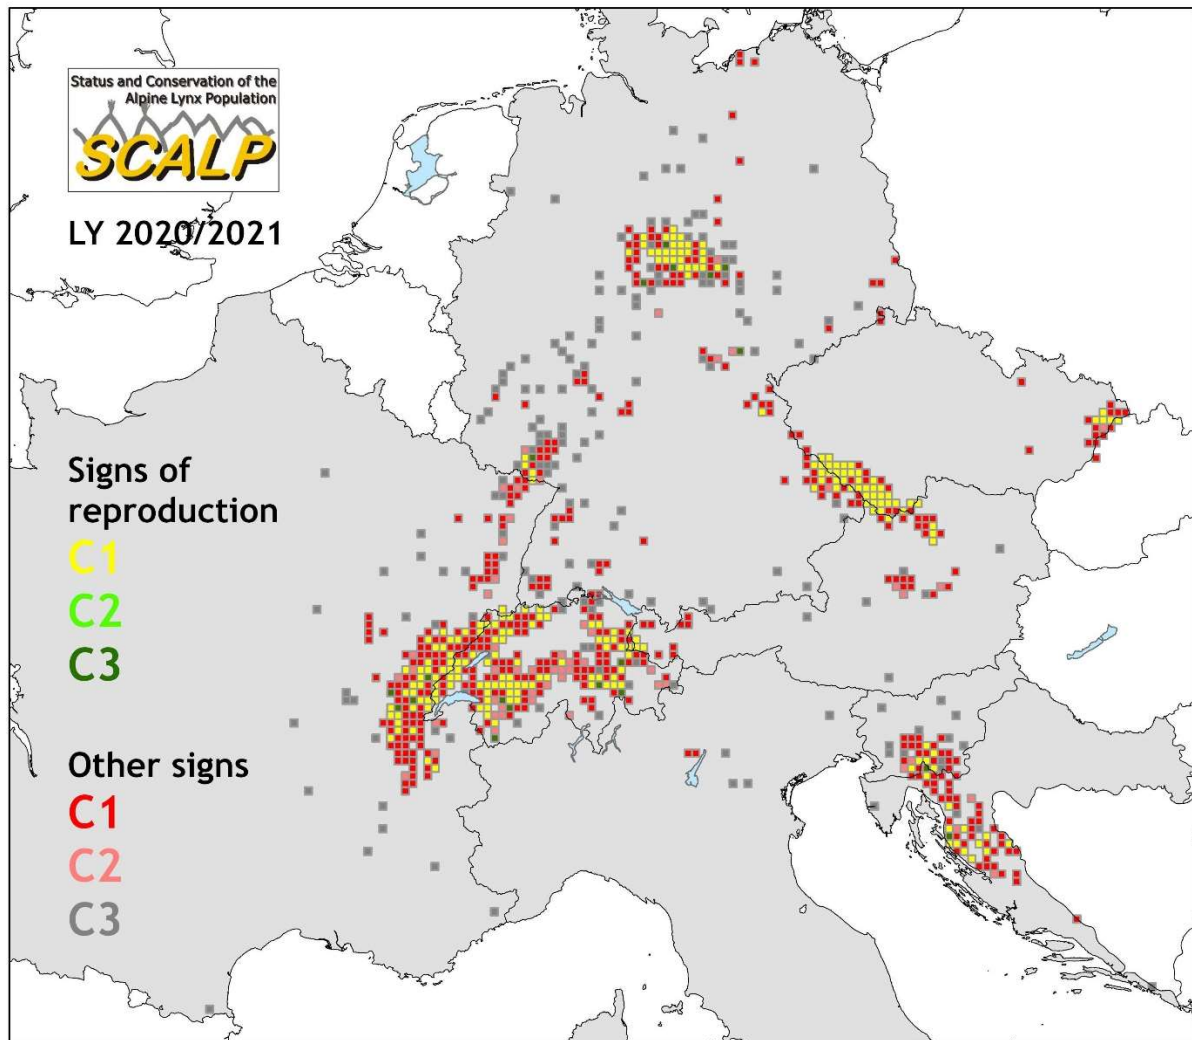 Status and Conservation of the
Alpine Lynx Population
SCALP
LY 2020/2021
Signs of
reproduction
C1
C2
C3
Other signs
C1
C2
C3